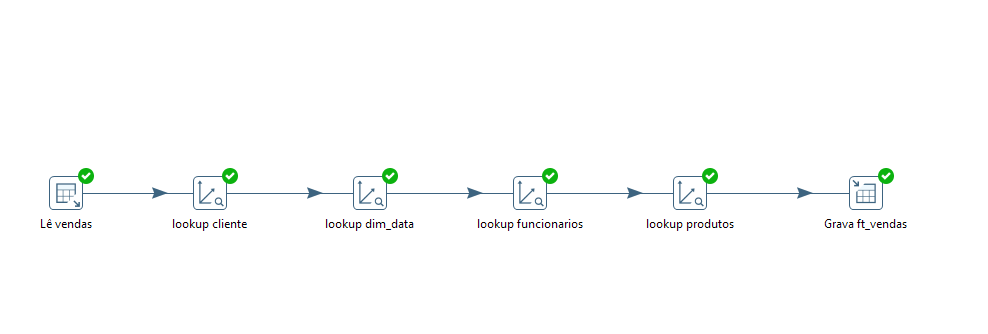 Lê vendas
lookup cliente
lookup dim_data
lookup funcionarios
lookup produtos
Grava ft_vendas